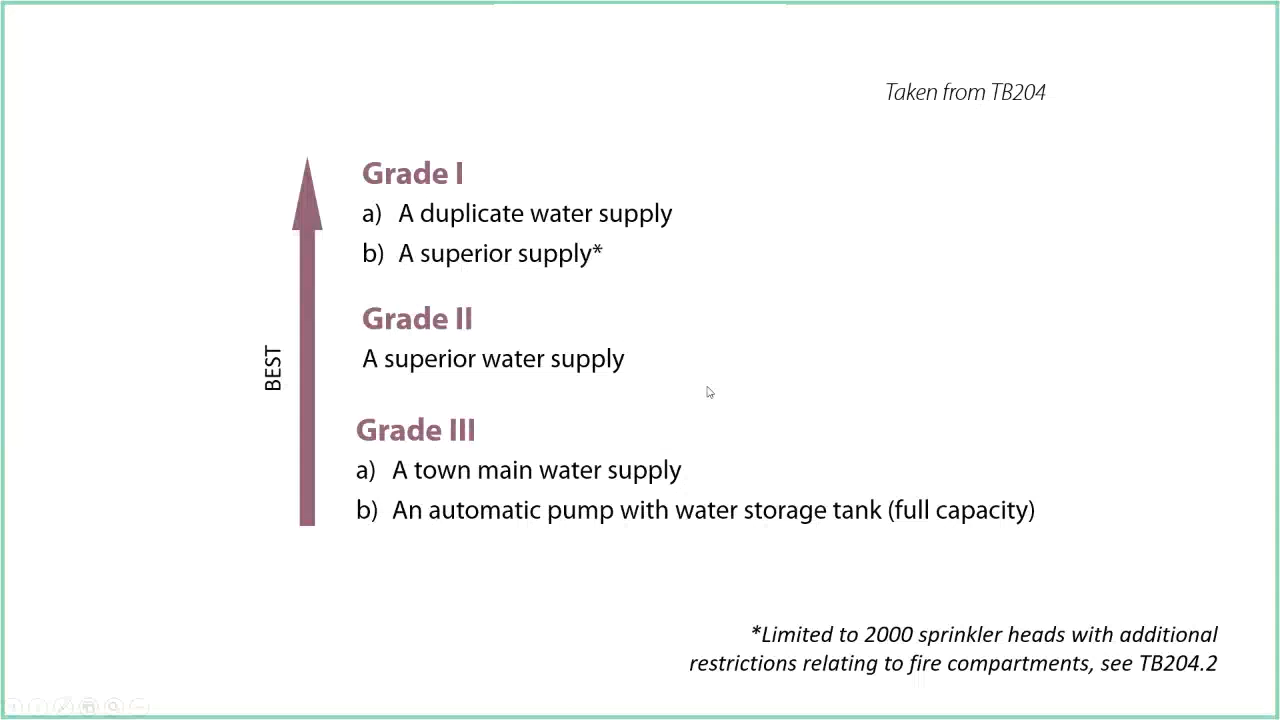 Taken from TB204
Grade I
a) A duplicate water supply
b) A superior supply*
Grade II
A superior water supply
BEST
Grade III
a) A town main water supply
b) An automatic pump with water storage tank (full capacity)
*Limited to 2000 sprinkler heads with additional
restrictions relating to fire compartments, see TB204.2